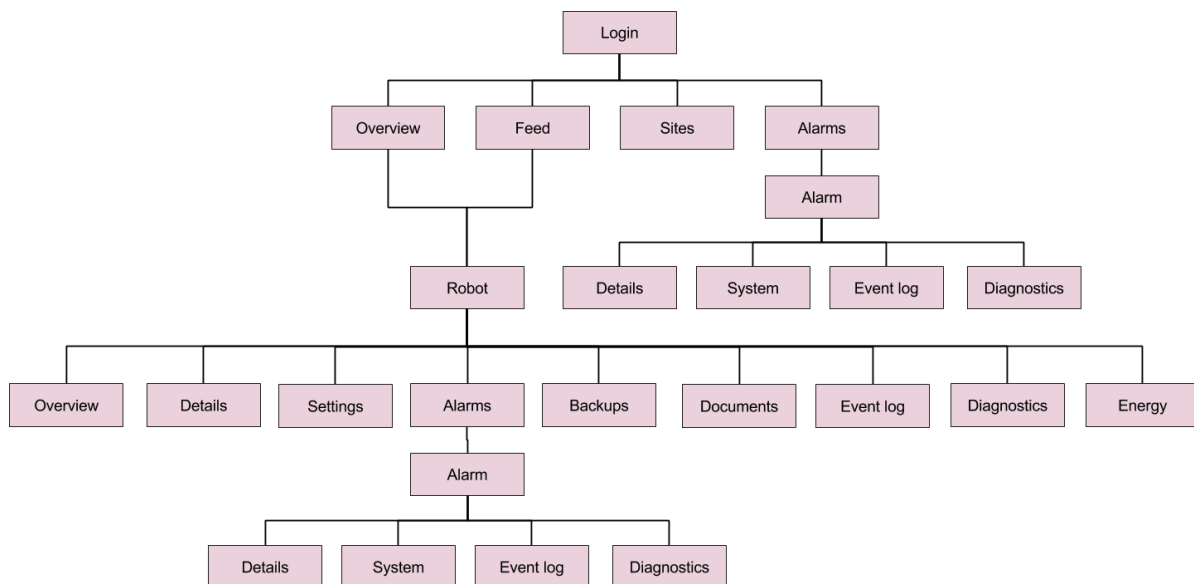 Login
Overview
Feed
Sites
Alarms
Alarm
Details
System
Event log
Diagnostics
Robot
Overview
Details
Settings
Alarms
Backups
Documents
Event log
Diagnostics
Energy
Alarm
Details
System
Event log
Diagnostics